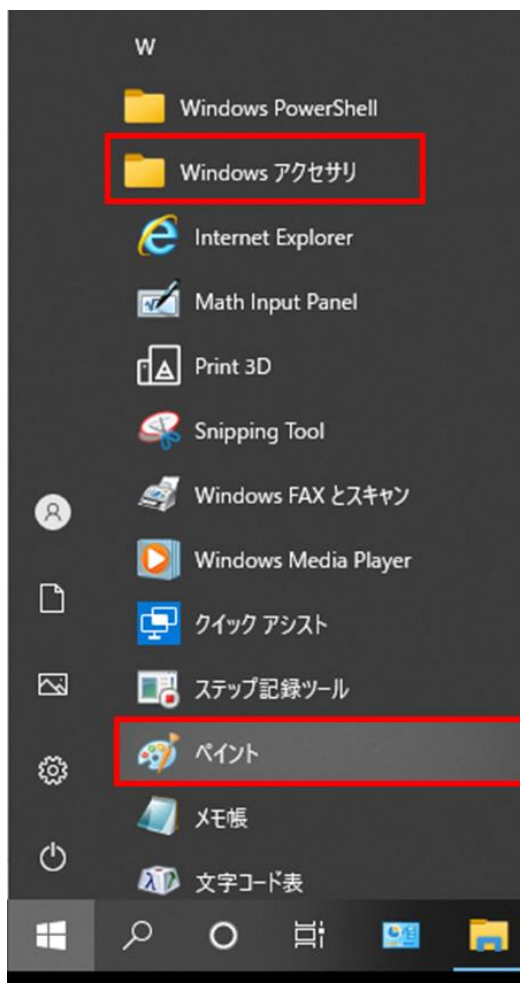 W
Windows PowerShell
Windows アクセサリ
Internet Explorer
Math Input Panel
Print 3D
Snipping Tool
Windows FAX とスキャン
Windows Media Player
クイック アシスト
ステップ記録ツール
ペイント
メモ帳
文字コード表